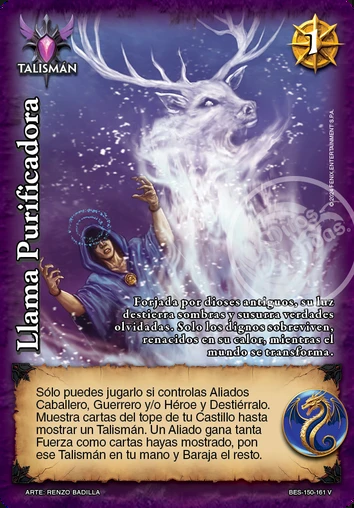 TALISMAN
1
Llama Purificadora
Forjada por dioses antiguos, su luz
destierra sombras y susurra verdades
olvidadas. Solo los dignos sobreviven,
renacidos en su calor, mientras el
mundo se transforma.
Sólo puedes jugarlo si controlas Aliados
Caballero, Guerrero y/o Héroe y Destiérralo.
Muestra cartas del tope de tu Castillo hasta
mostrar un Talismán. Un Aliado gana tanta
Fuerza como cartas hayas mostrado, pon
ese Talismán en tu mano y Baraja el resto.
ARTE: RENZO BADILLA
BES-150-161 V